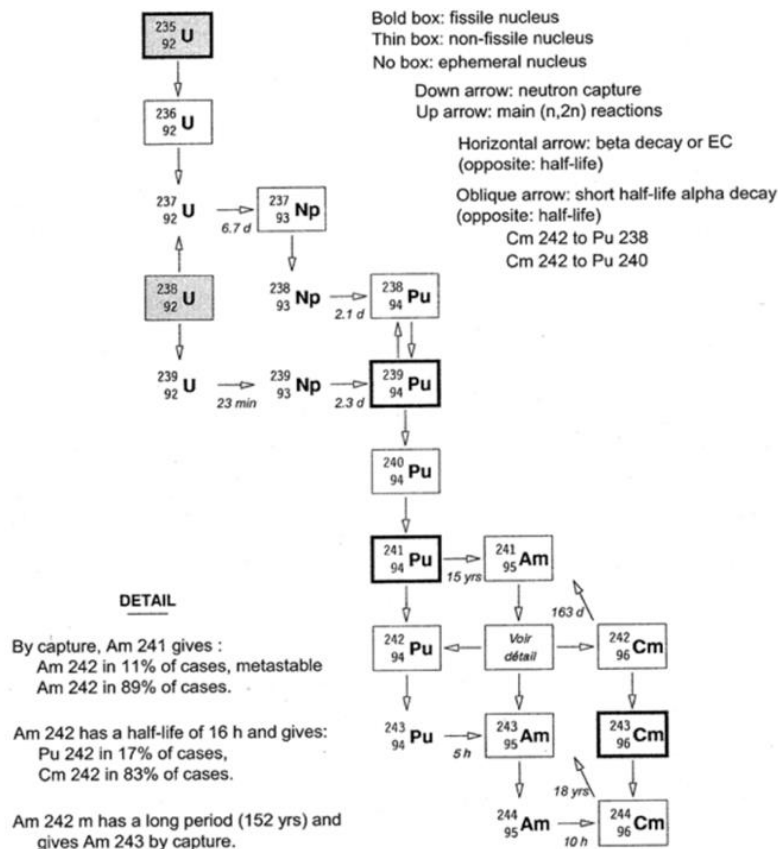 235
92 U
Bold box: fissile nucleus
Thin box: non-fissile nucleus
No box: ephemeral nucleus
Down arrow: neutron capture
Up arrow: main (n,2n) reactions
236
92 U
Horizontal arrow: beta decay or EC
(opposite: half-life)
Oblique arrow: short half-life alpha decay
(opposite: half-life)
Cm 242 to Pu 238
Cm 242 to Pu 240
237
92 U
6.7 d
237
93 Np
238
92 U
238
93 Np
2.1 d
238
94 Pu
239
92 U
23 min
239
93 Np
2.3 d
239
94 Pu
240
94 Pu
241
94 Pu
15 yrs
241
95 Am
163 d
242
94 Pu
Voir
détail
242
96 Cm
243
94 Pu
5 h
243
95 Am
243
96 Cm
18 yrs
244
95 Am
10 h
244
96 Cm
DETAIL
By capture, Am 241 gives :
Am 242 in 11% of cases, metastable
Am 242 in 89% of cases.
Am 242 has a half-life of 16 h and gives:
Pu 242 in 17% of cases,
Cm 242 in 83% of cases.
Am 242 m has a long period (152 yrs) and
gives Am 243 by capture.